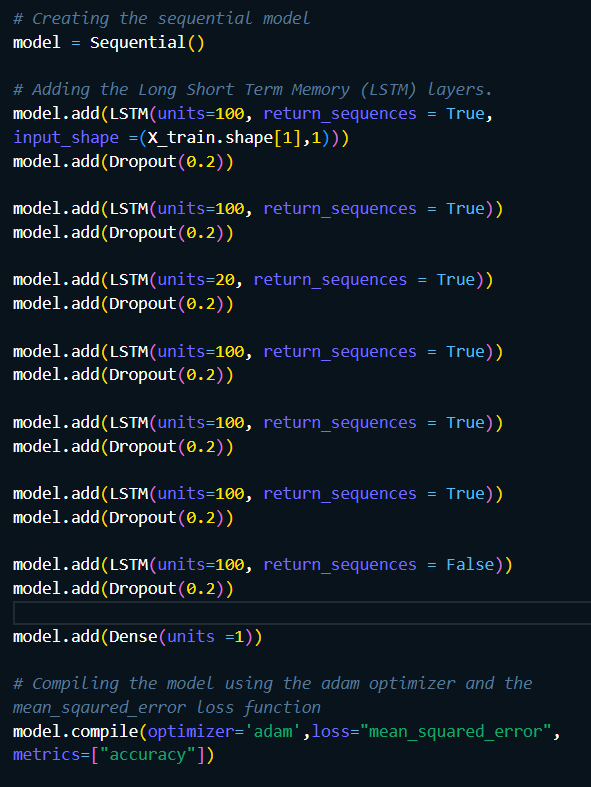 # Creating the sequential model
model = Sequential()
# Adding the Long Short Term Memory (LSTM) layers.
model.add(LSTM(units=100, return_sequences = True,
input_shape =(X_train.shape[1],1)))
model.add(Dropout(0.2))
model.add(LSTM(units=100, return_sequences = True))
model.add(Dropout(0.2))
model.add(LSTM(units=20, return_sequences = True))
model.add(Dropout(0.2))
model.add(LSTM(units=100, return_sequences = True))
model.add(Dropout(0.2))
model.add(LSTM(units=100, return_sequences = True))
model.add(Dropout(0.2))
model.add(LSTM(units=100, return_sequences = True))
model.add(Dropout(0.2))
model.add(LSTM(units=100, return_sequences = False))
model.add(Dropout(0.2))
model.add(Dense(units =1))
# Compiling the model using the adam optimizer and the
mean_sqaured_error loss function
model.compile(optimizer='adam',loss="mean_squared_error",
metrics=["accuracy"])